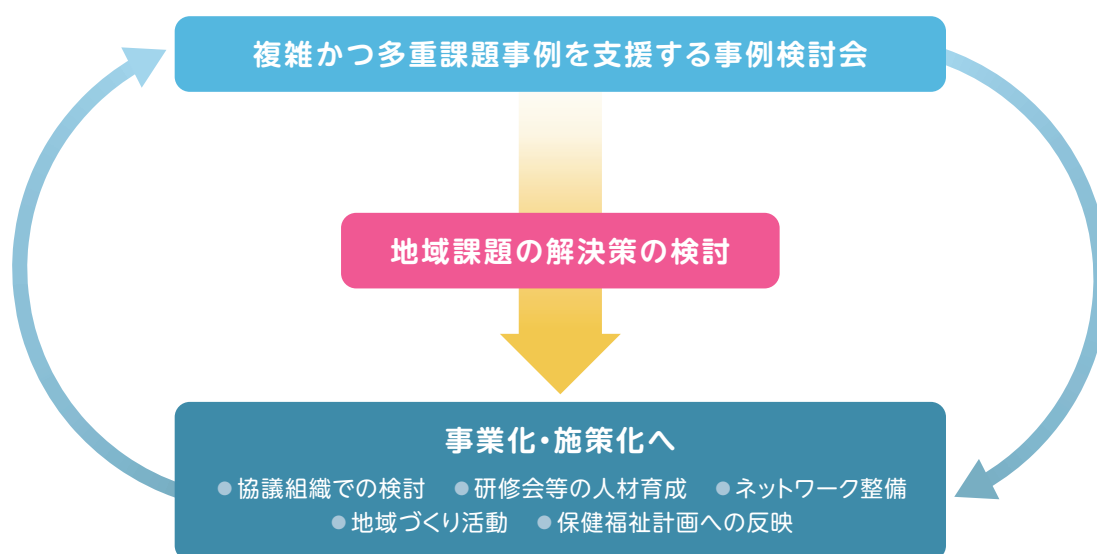 複雑かつ多重課題事例を支援する事例検討会
地域課題の解決策の検討
事業化・施策化へ
●協議組織での検討 ●研修会等の人材育成 ●ネットワーク整備
●地域づくり活動 ●保健福祉計画への反映